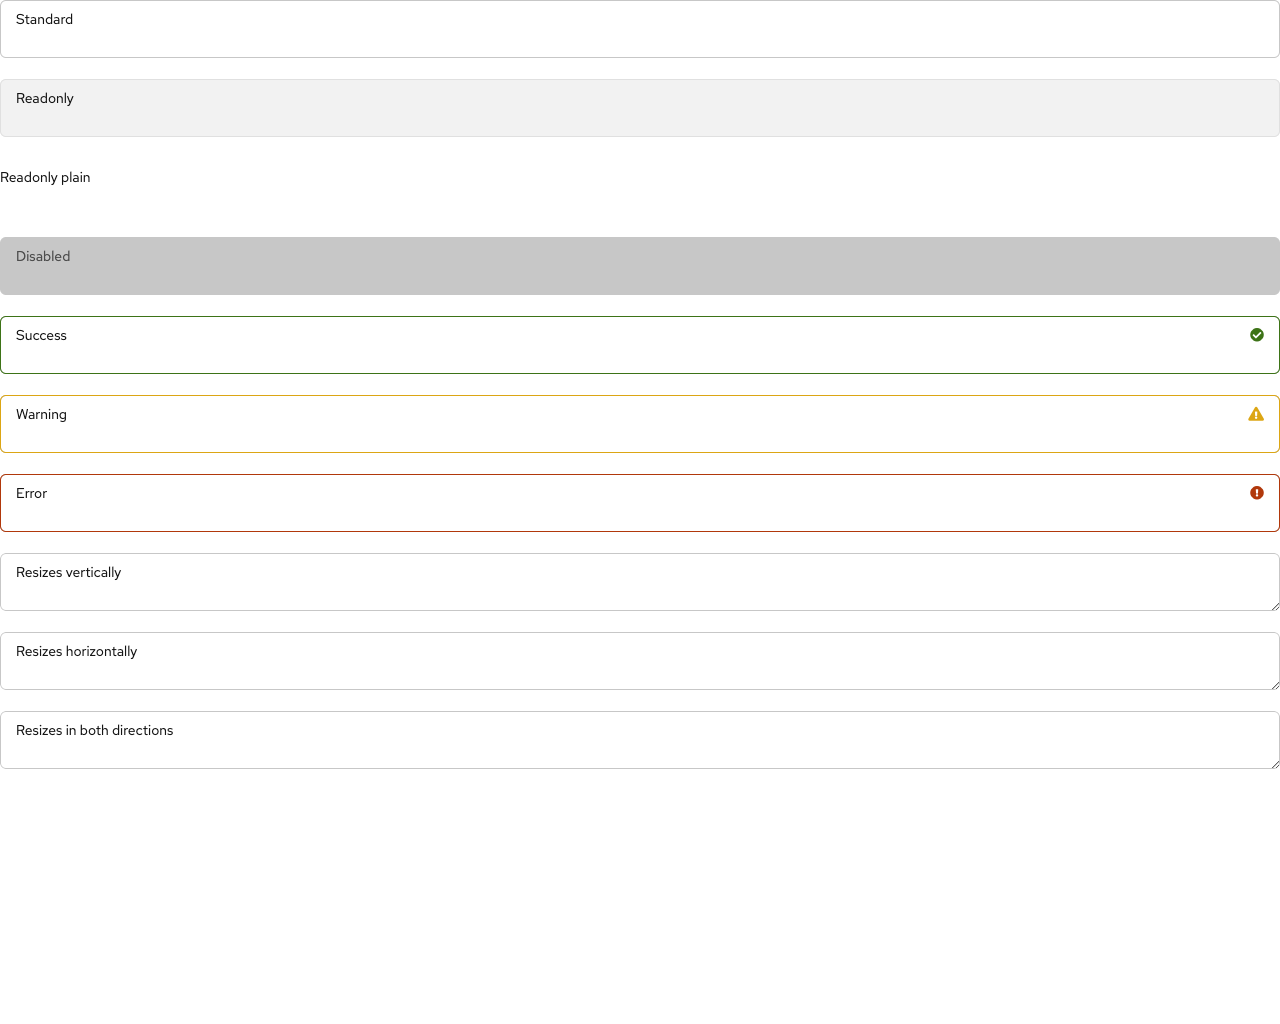 Standard
Readonly
Readonly plain
Disabled
Success
Warning
Error
Resizes vertically
Resizes horizontally
Resizes in both directions